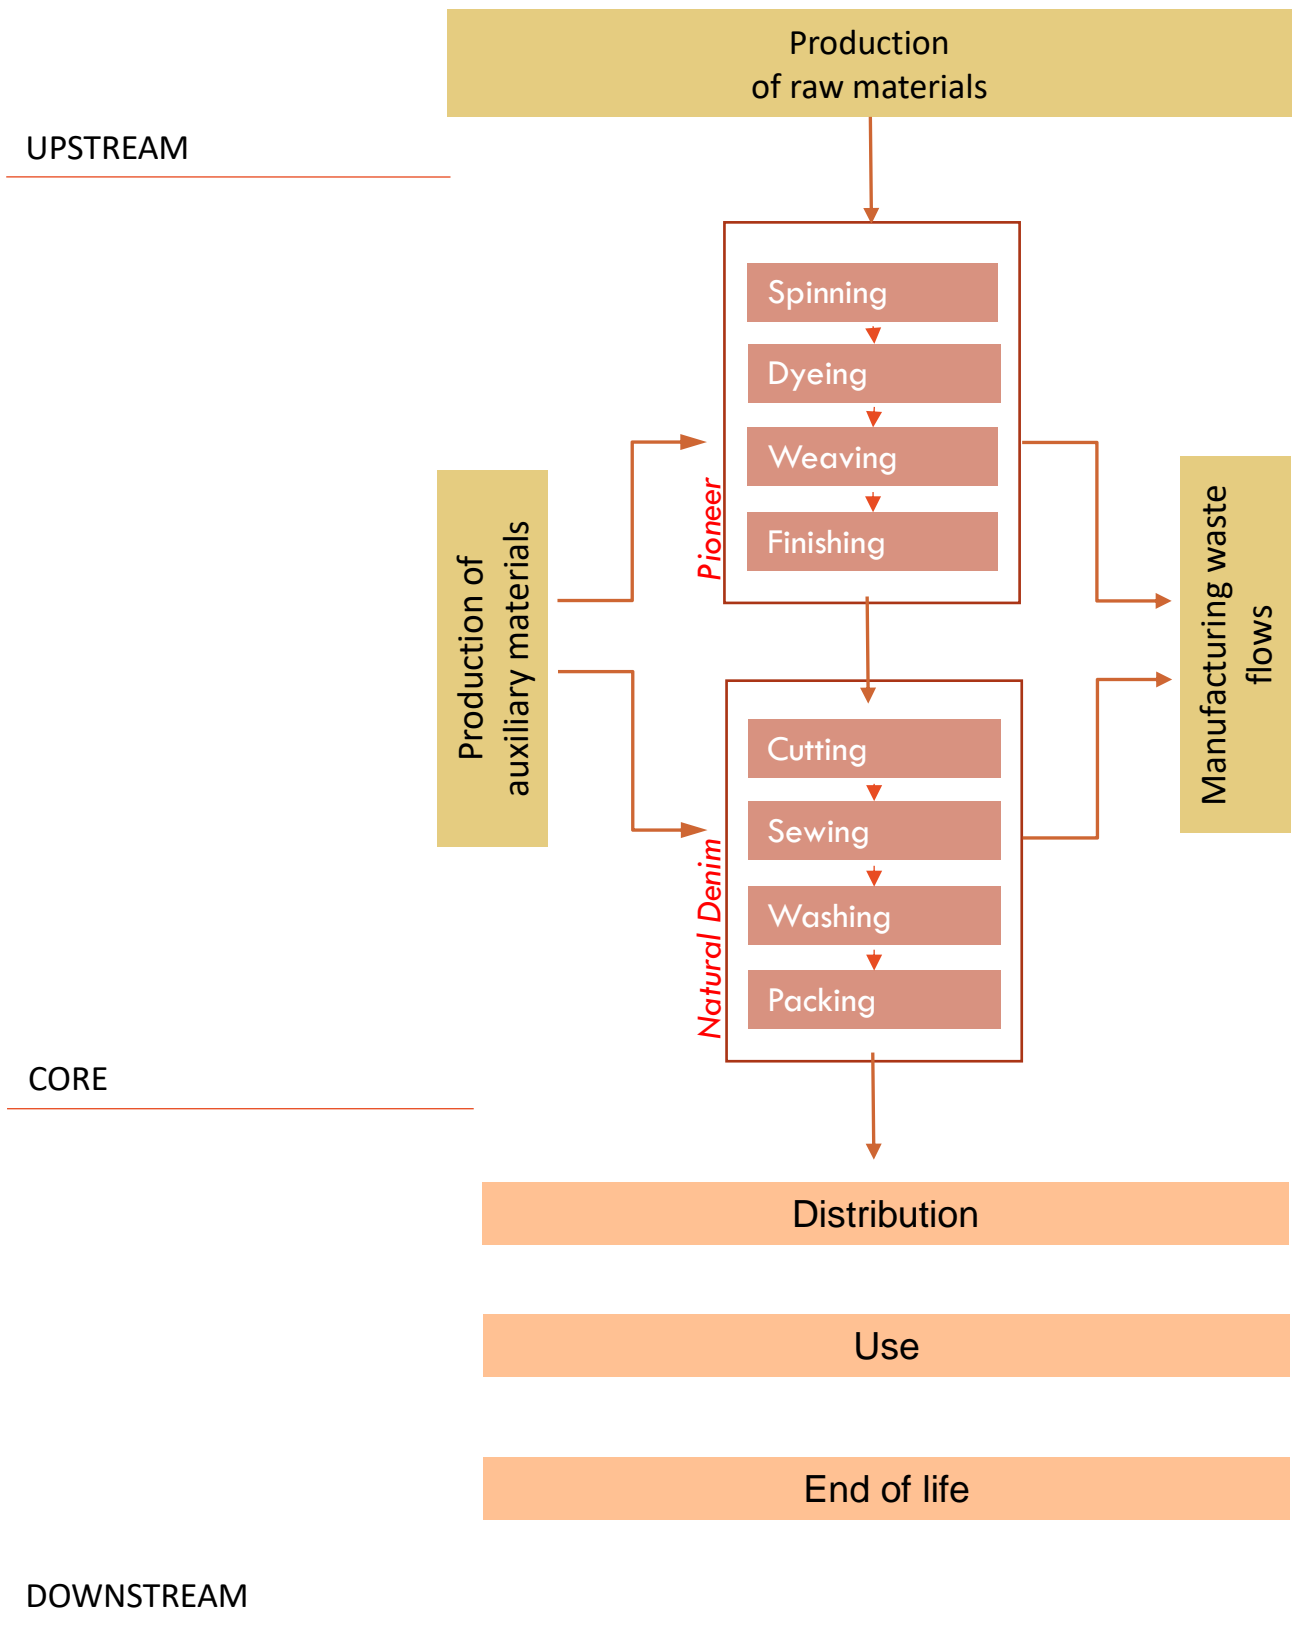 Production
of raw materials
UPSTREAM
Spinning
Dyeing
Weaving
Finishing
Pioneer
Production of
auxiliary materials
Manufacturing waste
flows
Cutting
Sewing
Washing
Packing
Natural Denim
CORE
Distribution
Use
End of life
DOWNSTREAM